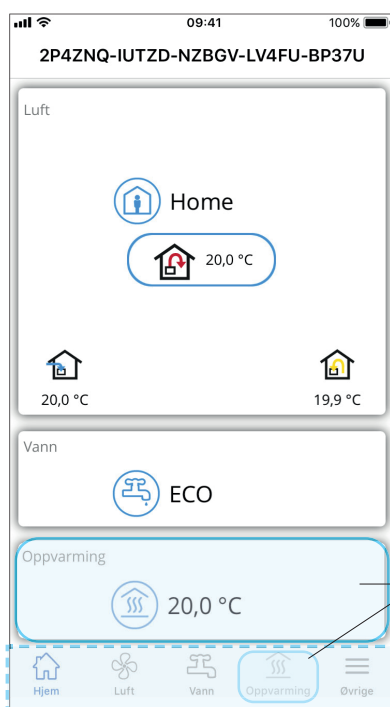 09:41
100%
2P4ZNQ-IUTZD-NZBGV-LV4FU-BP37U
Luft
Home
20,0 °C
20,0 °C 19,9 °C
Vann
ECO
Oppvarming
20,0 °C
Hjem Luft Vann Oppvarming Øvrige